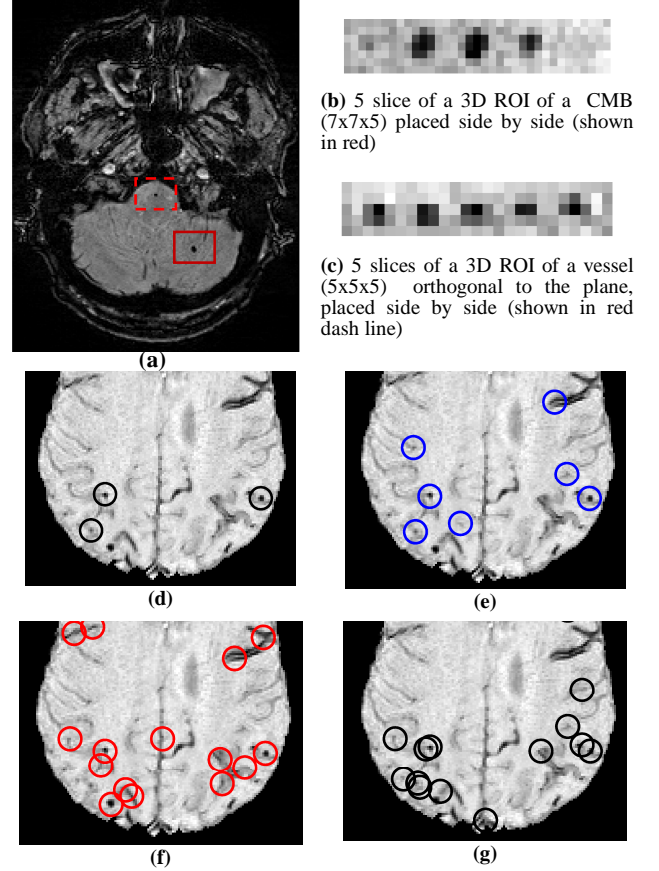 (a)
(b) 5 slice of a 3D ROI of a CMB
(7x7x5) placed side by side (shown
in red)
(c) 5 slices of a 3D ROI of a vessel
(5x5x5) orthogonal to the plane,
placed side by side (shown in red
dash line)
(d)
(e)
(f)
(g)